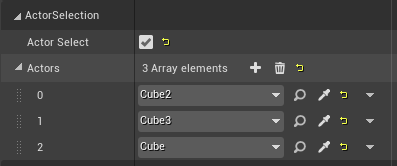 ActorSelection
Actor Select
Actors 3 Array elements
0 Cube2
1 Cube3
2 Cube